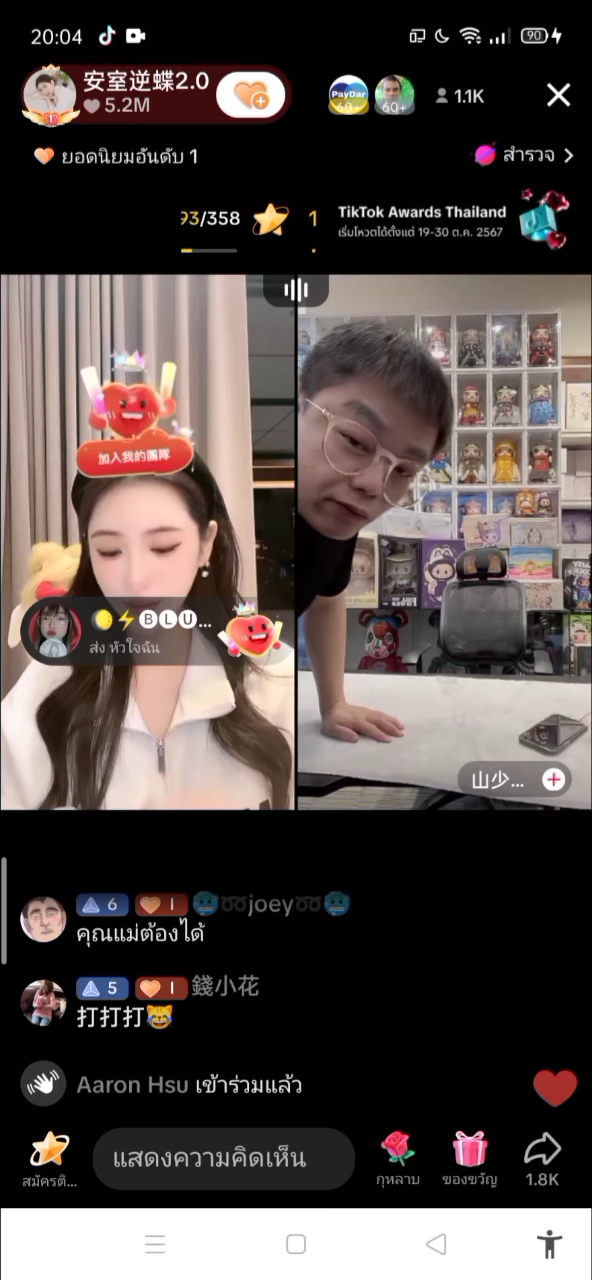 20:04
90
安室逆蝶2.0
5.2M
PayDar
60+
60+
1.1K
ยอดนิยมอันดับ 1
สำรวจ
93/358
1
TikTok Awards Thailand
เริ่มโหวตได้ตั้งแต่ 19-30 ต.ค. 2567
加入我的團隊
🅑🅛🅤...
ส่ง หัวใจฉัน
山少...
6
I
joey
คุณแม่ต้องได้
5
I
錢小花
打打打😹
Aaron Hsu เข้าร่วมแล้ว
สมัครติ...
แสดงความคิดเห็น
กุหลาบ
ของขวัญ
1.8K